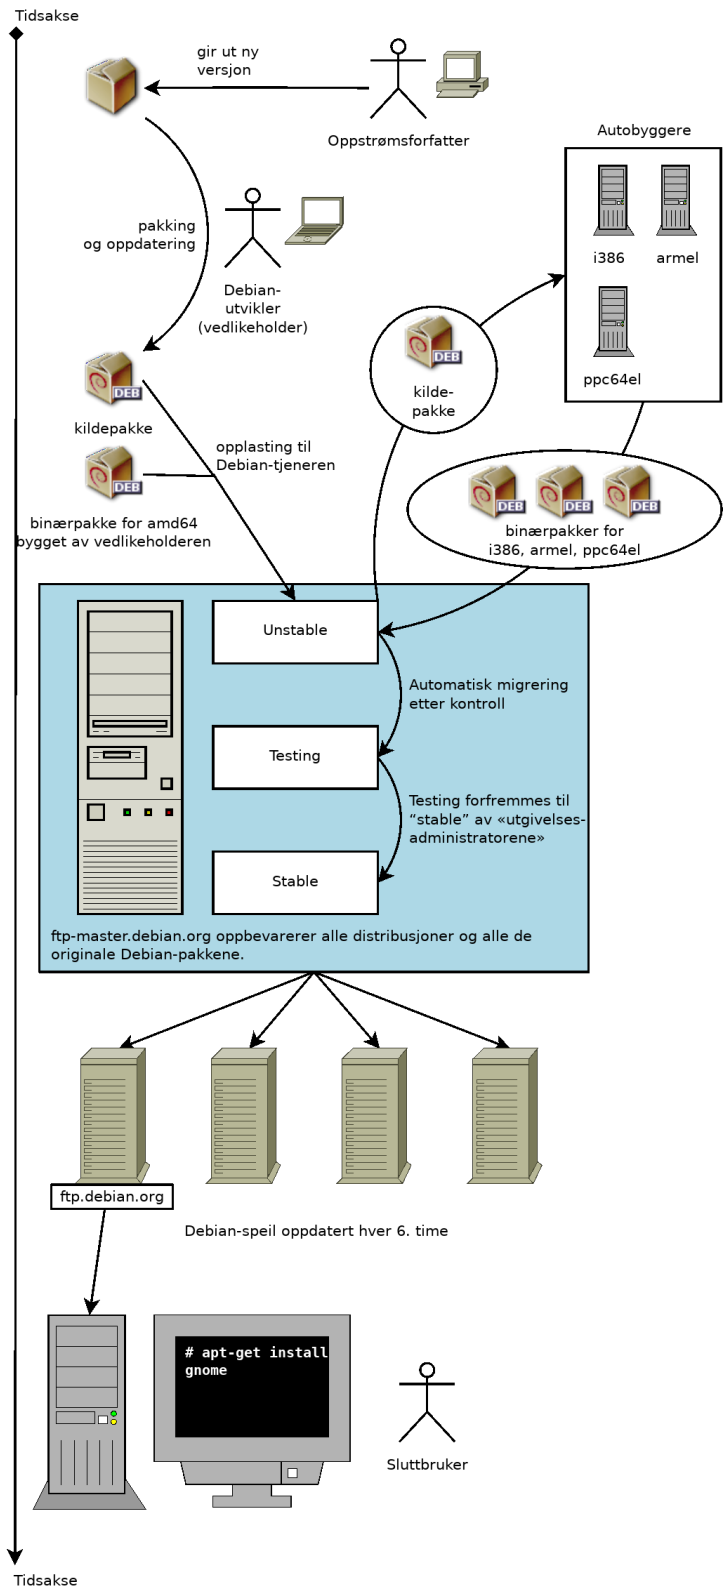 Tidsakse
gir ut ny
versjon
Oppstrømsforfatter
Autobyggere
i386
armel
ppc64el
pakking
og oppdatering
Debian-
utvikler
(vedlikeholder)
DEB
kildepakke
DEB
kilde-
pakke
opplasting til
Debian-tjeneren
DEB
binærpakke for amd64
bygget av vedlikeholderen
DEB
DEB
DEB
binærpakker for
i386, armel, ppc64el
Unstable
Automatisk migrering
etter kontroll
Testing
Testing forfremmes til
“stable” av «utgivelses-
administratorene»
Stable
ftp-master.debian.org oppbevarerer alle distribusjoner og alle de
originale Debian-pakkene.
ftp.debian.org
Debian-speil oppdatert hver 6. time
# apt-get install
gnome
Sluttbruker
Tidsakse